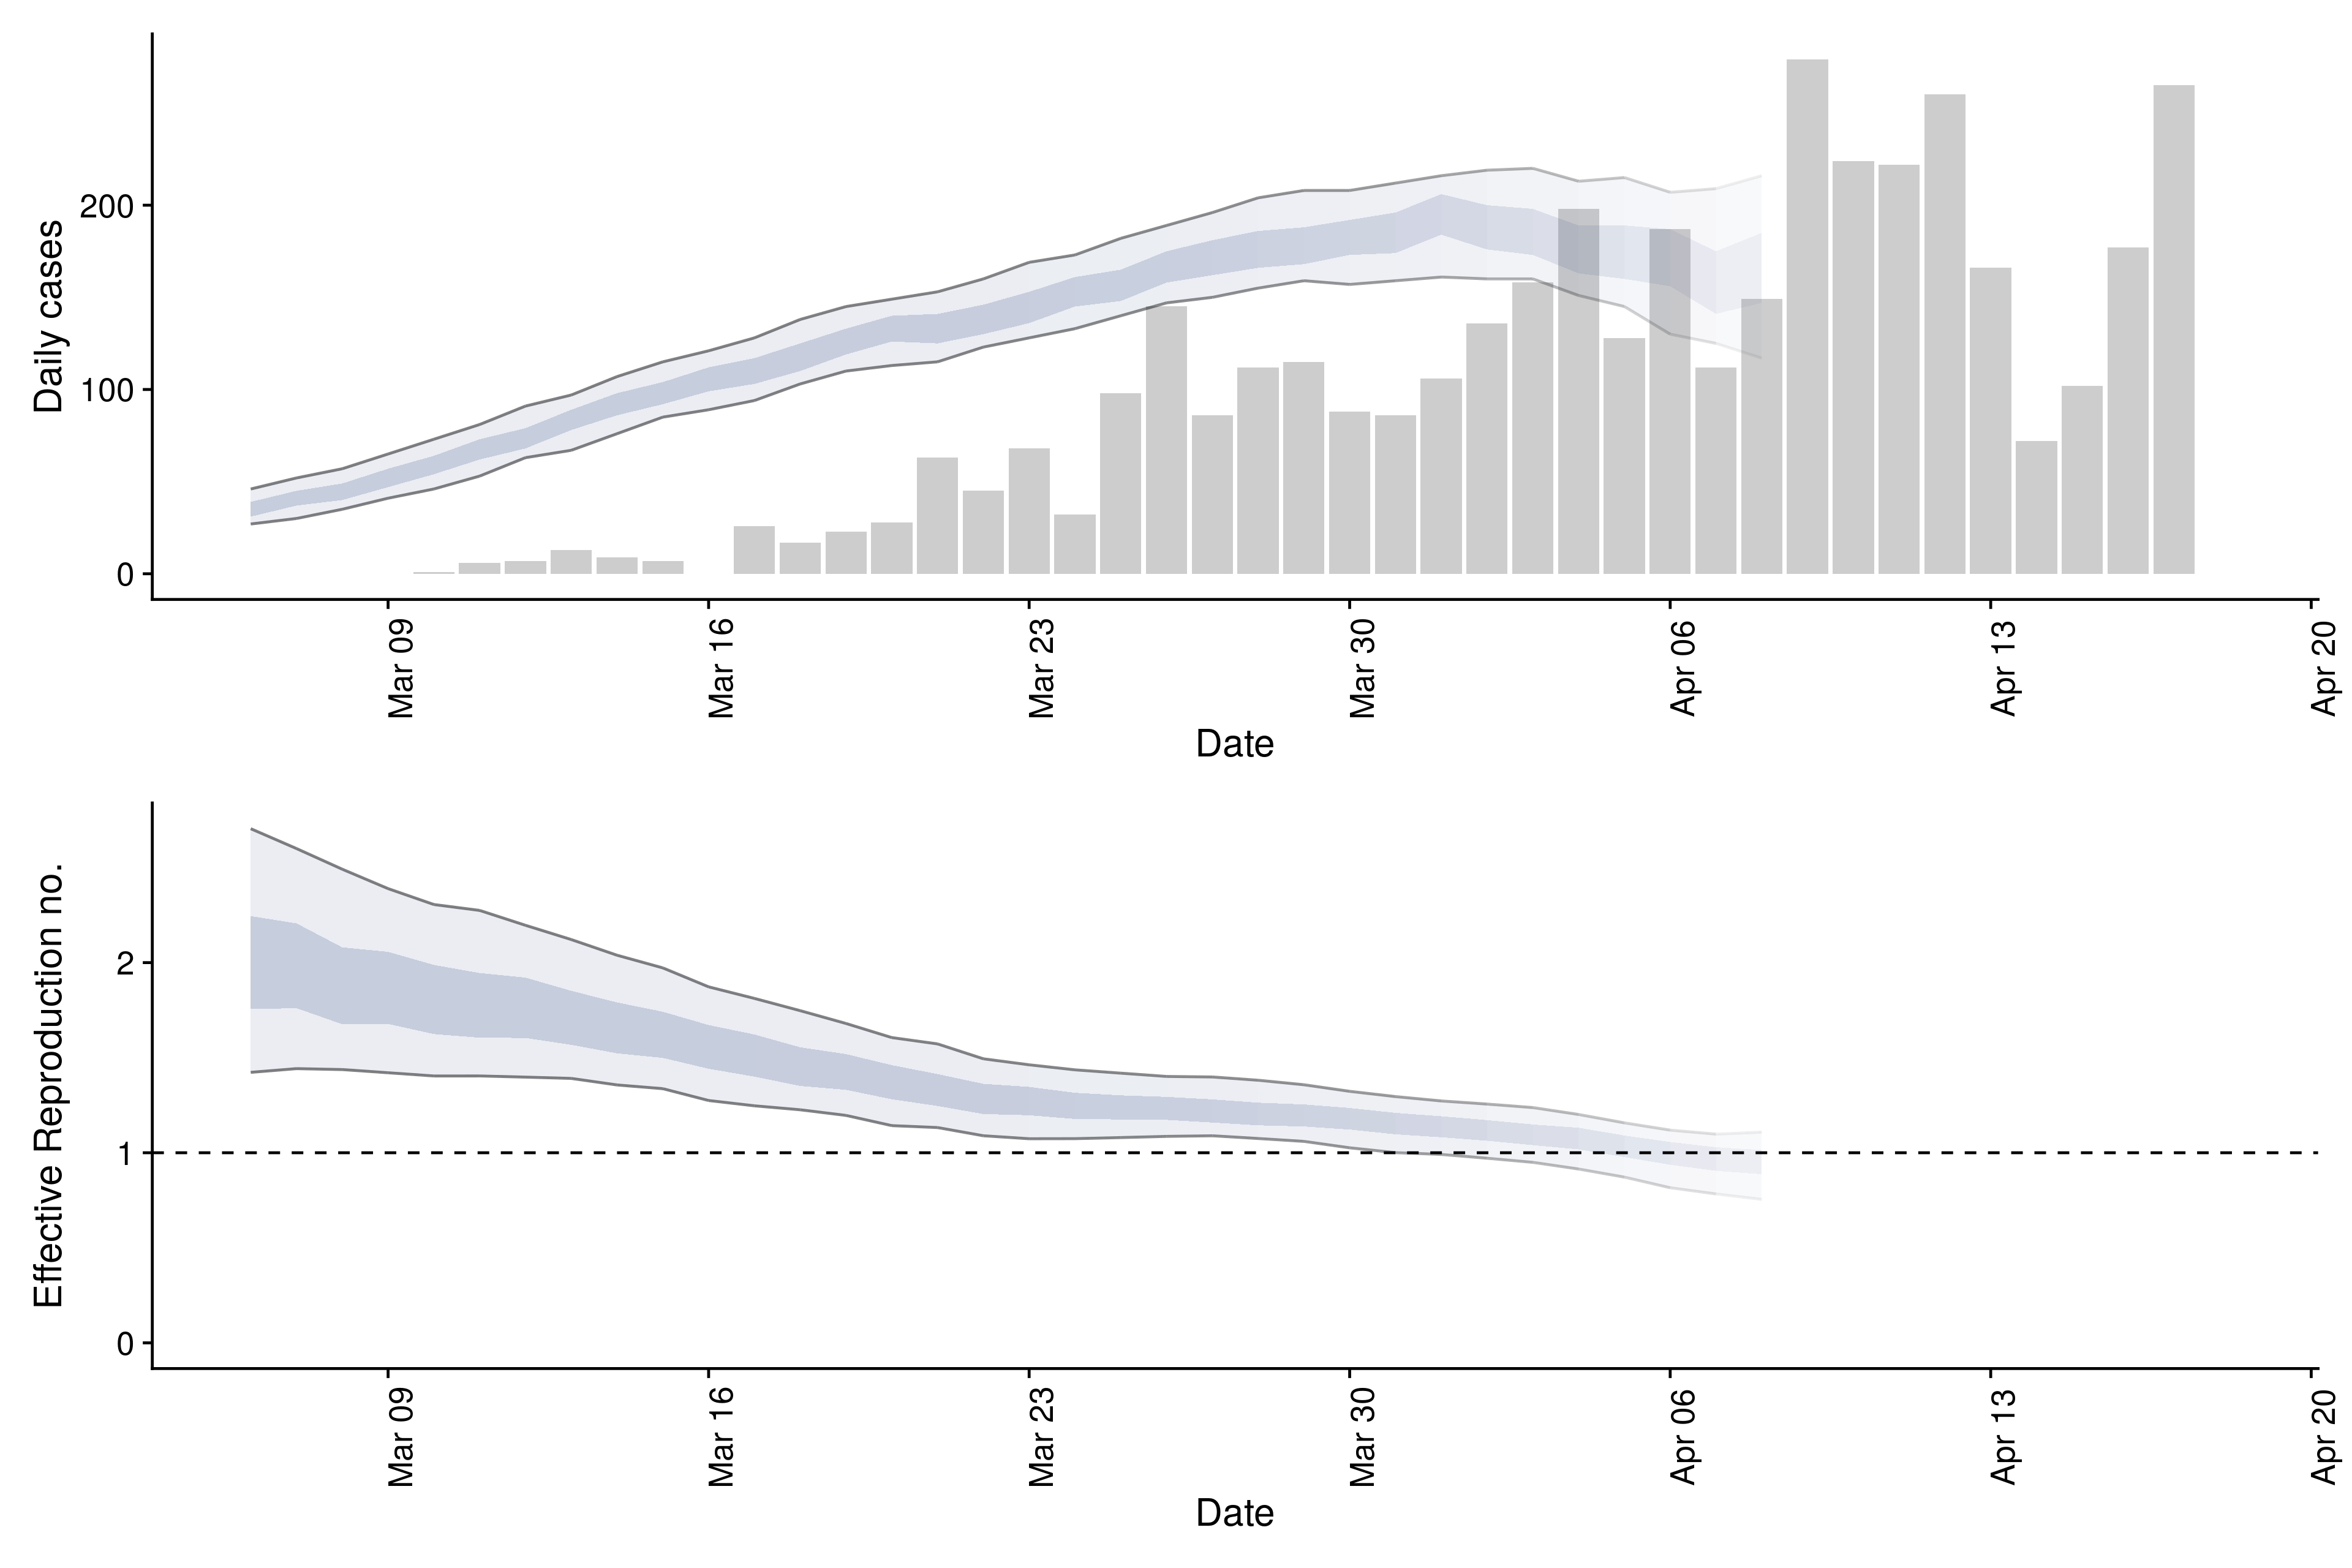 Daily cases
200
100
0
Mar 09
Mar 16
Mar 23
Mar 30
Apr 06
Apr 13
Apr 20
Date
Effective Reproduction no.
2
1
0
Mar 09
Mar 16
Mar 23
Mar 30
Apr 06
Apr 13
Apr 20
Date